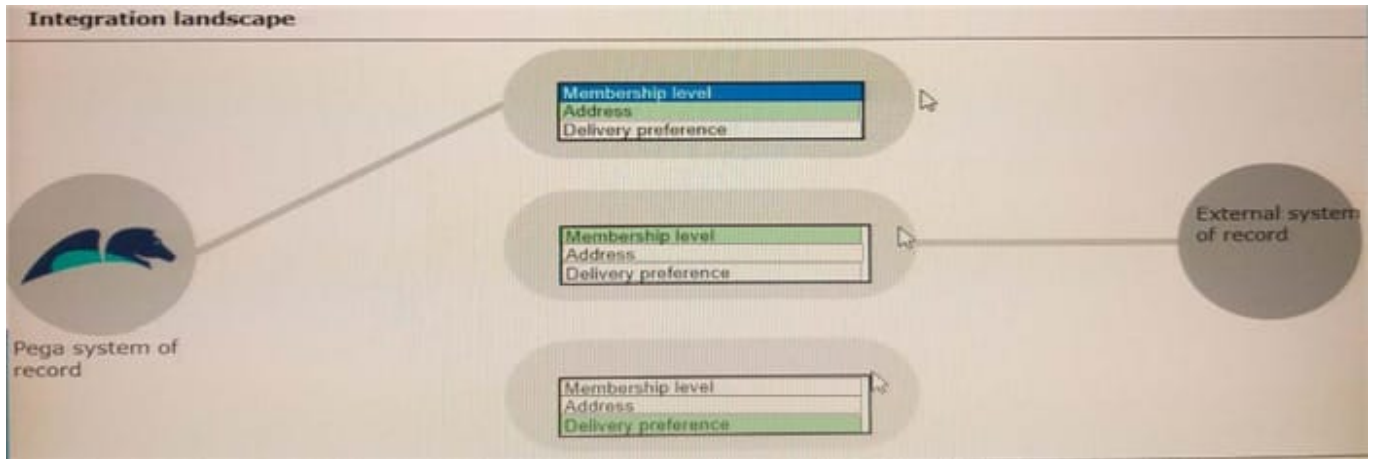 Integration landscape
Membership level
Address
Delivery preference
Membership level
Address
Delivery preference
External system
of record
Pega system of
record
Membership level
Address
Delivery preference